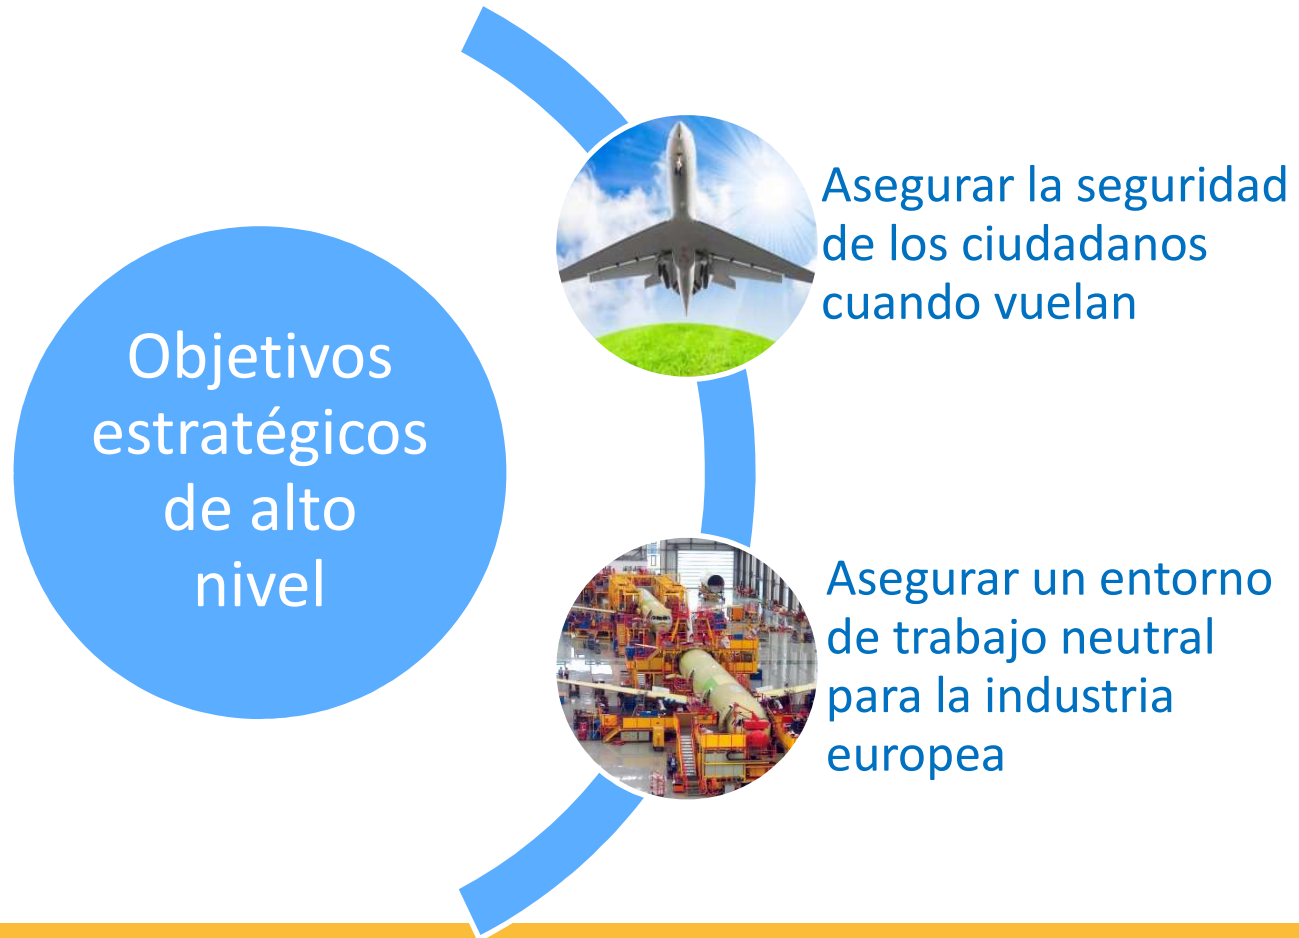 Objetivos
estratégicos
de alto
nivel
Asegurar la seguridad
de los ciudadanos
cuando vuelan
Asegurar un entorno
de trabajo neutral
para la industria
europea